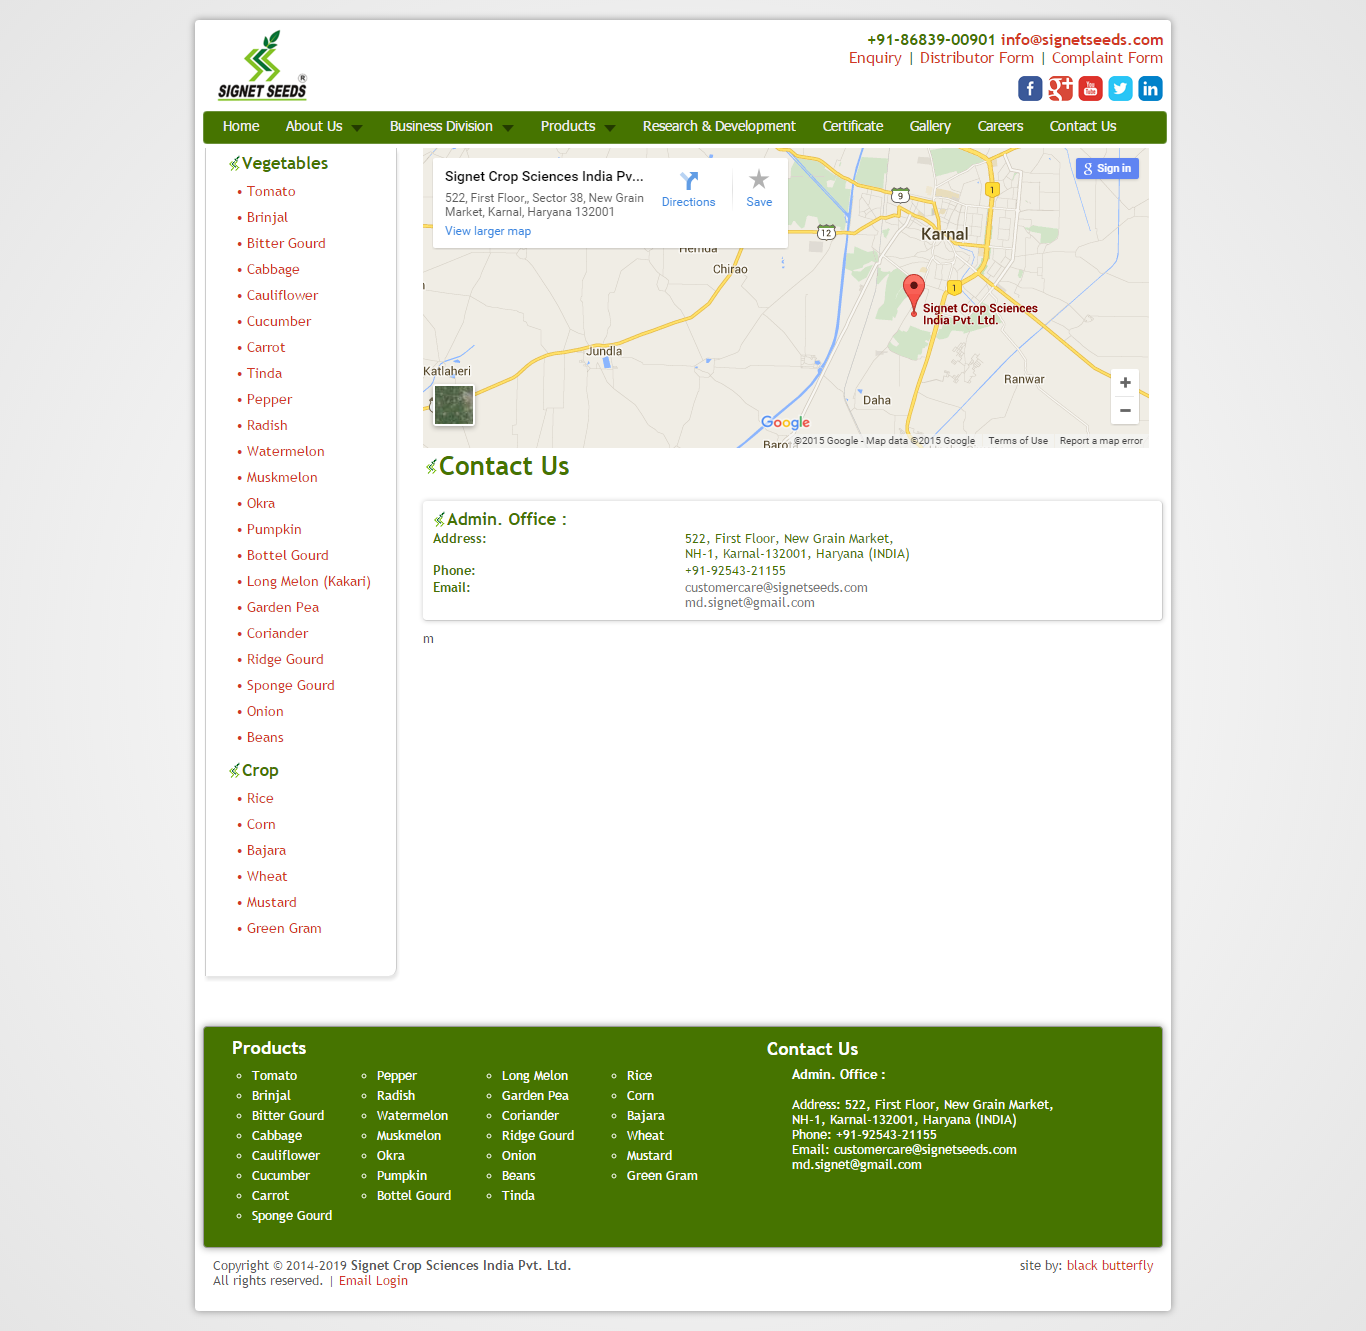 SIGNET SEEDS ®
+91-86839-00901 info@signetseeds.com
Enquiry | Distributor Form | Complaint Form
Home About Us Business Division Products Research & Development Certificate Gallery Careers Contact Us
Vegetables
• Tomato
• Brinjal
• Bitter Gourd
• Cabbage
• Cauliflower
• Cucumber
• Carrot
• Tinda
• Pepper
• Radish
• Watermelon
• Muskmelon
• Okra
• Pumpkin
• Bottel Gourd
• Long Melon (Kakari)
• Garden Pea
• Coriander
• Ridge Gourd
• Sponge Gourd
• Onion
• Beans
Crop
• Rice
• Corn
• Bajara
• Wheat
• Mustard
• Green Gram
Signet Crop Sciences India Pv...
522, First Floor,, Sector 38, New Grain
Market, Karnal, Haryana 132001
View larger map
Directions
Save
Sign in
1
9
12
Karnal
Chirao
1
Signet Crop Sciences
India Pvt. Ltd.
Jundla
Katlaheri
Ranwar
Daha
Google
©2015 Google - Map data ©2015 Google Terms of Use Report a map error
Contact Us
Admin. Office :
Address: 522, First Floor, New Grain Market,
NH-1, Karnal-132001, Haryana (INDIA)
Phone: +91-92543-21155
Email: customercare@signetseeds.com
md.signet@gmail.com
m
Products
Tomato
Brinjal
Bitter Gourd
Cabbage
Cauliflower
Cucumber
Carrot
Sponge Gourd
Pepper
Radish
Watermelon
Muskmelon
Okra
Pumpkin
Bottel Gourd
Long Melon
Garden Pea
Coriander
Ridge Gourd
Onion
Beans
Tinda
Rice
Corn
Bajara
Wheat
Mustard
Green Gram
Contact Us
Admin. Office :
Address: 522, First Floor, New Grain Market,
NH-1, Karnal-132001, Haryana (INDIA)
Phone: +91-92543-21155
Email: customercare@signetseeds.com
md.signet@gmail.com
Copyright © 2014-2019 Signet Crop Sciences India Pvt. Ltd.
All rights reserved. | Email Login
site by: black butterfly